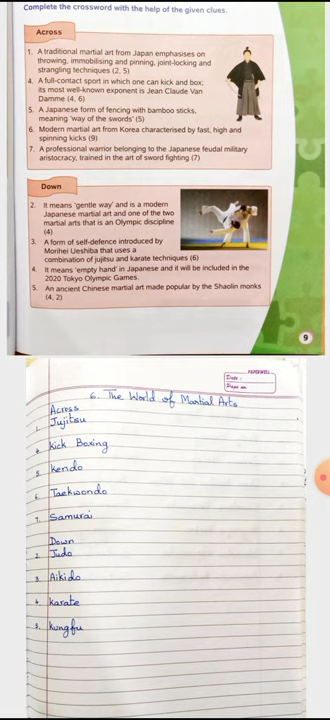 Complete the crossword with the help of the given clues.
Across
1. A traditional martial art from Japan emphasises on
throwing, immobilising and pinning, joint-locking and
strangling techniques (2, 5)
4. A full-contact sport in which one can kick and box;
its most well-known exponent is Jean Claude Van
Damme (4, 6)
5. A Japanese form of fencing with bamboo sticks,
meaning 'way of the swords' (5)
6. Modern martial art from Korea characterised by fast, high and
spinning kicks (9)
7. A professional warrior belonging to the Japanese feudal military
aristocracy, trained in the art of sword fighting (7)
Down
2. It means 'gentle way' and is a modern
Japanese martial art and one of the two
martial arts that is an Olympic discipline
(4)
3. A form of self-defence introduced by
Morihei Ueshiba that uses a
combination of jujitsu and karate techniques (6)
4. It means 'empty hand' in Japanese and it will be included in the
2020 Tokyo Olympic Games.
5. An ancient Chinese martial art made popular by the Shaolin monks
(4, 2)
9
Date :
6. The World of Martial Arts
Across
1. Jujitsu
4. Kick Boxing
5. Kendo
6. Taekwondo
7. Samurai
Down
2. Judo
3. Aikido
4. Karate
5. Kungfu